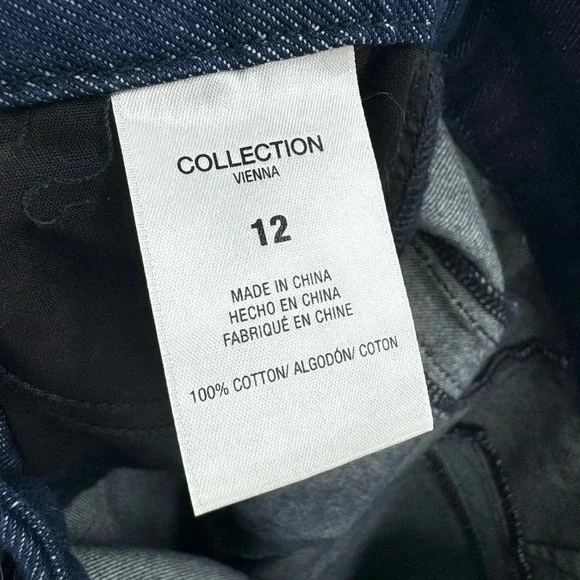 COLLECTION
VIENNA
12
MADE IN CHINA
HECHO EN CHINA
FABRIQUÉ EN CHINE
100% COTTON/ ALGODÓN/ COTON